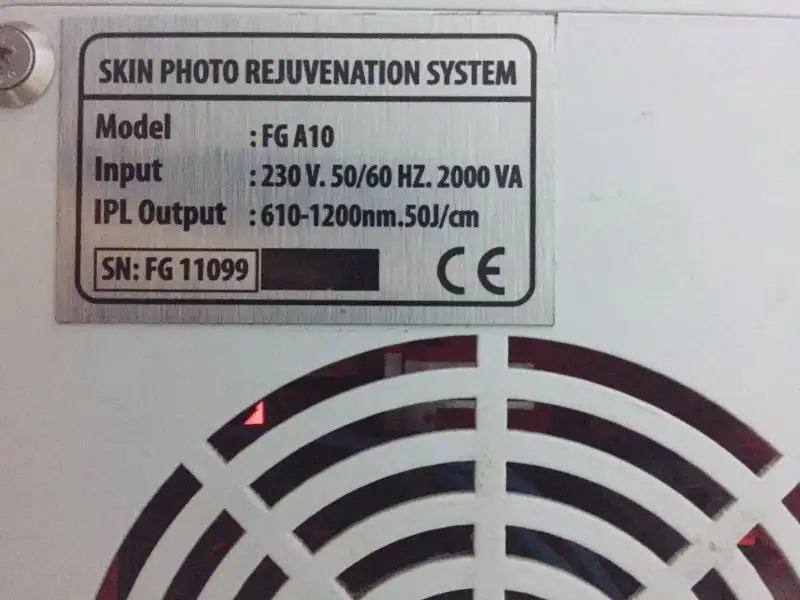 SKIN PHOTO REJUVENATION SYSTEM
Model : FG A10
Input : 230 V. 50/60 HZ. 2000 VA
IPL Output : 610-1200nm.50J/cm
SN: FG 11099
CE